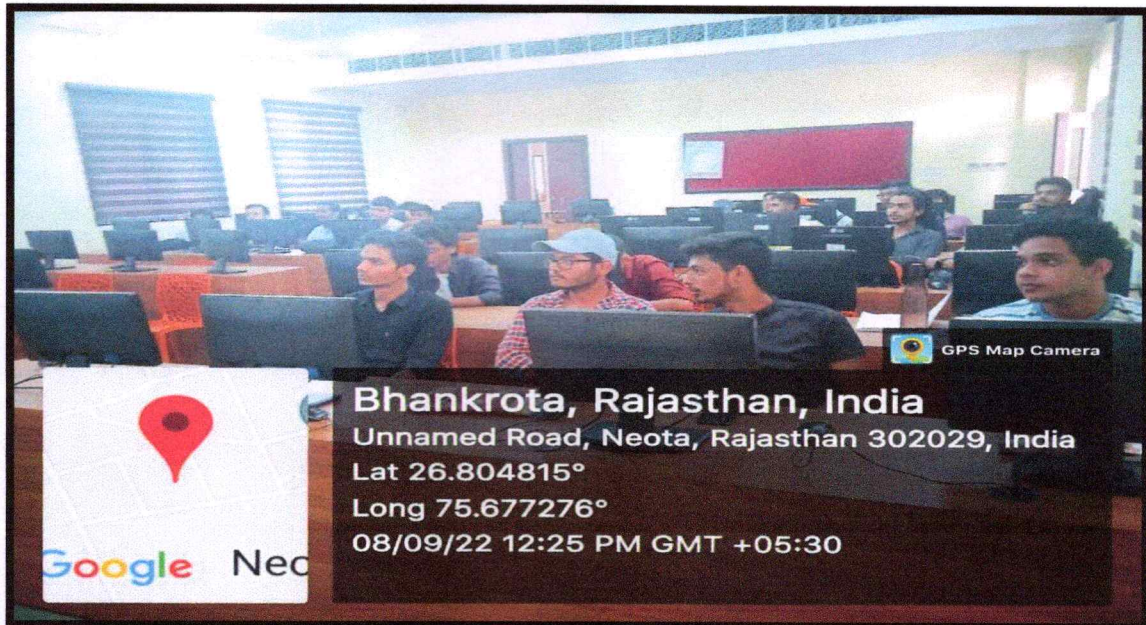 GPS Map Camera
Bhankrota, Rajasthan, India
Unnamed Road, Neota, Rajasthan 302029, India
Lat 26.804815°
Long 75.677276°
08/09/22 12:25 PM GMT +05:30
Google
Neo